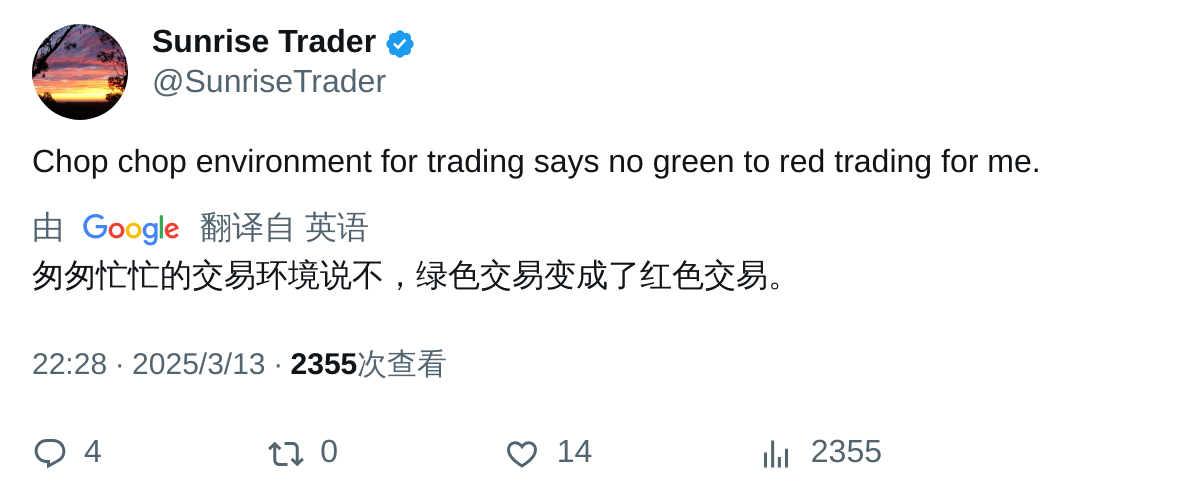 Sunrise Trader
@SunriseTrader
Chop chop environment for trading says no green to red trading for me.
由 Google 翻译自 英语
匆匆忙忙的交易环境说不，绿色交易变成了红色交易。
22:28 · 2025/3/13 · 2355次查看
4 0 14 2355